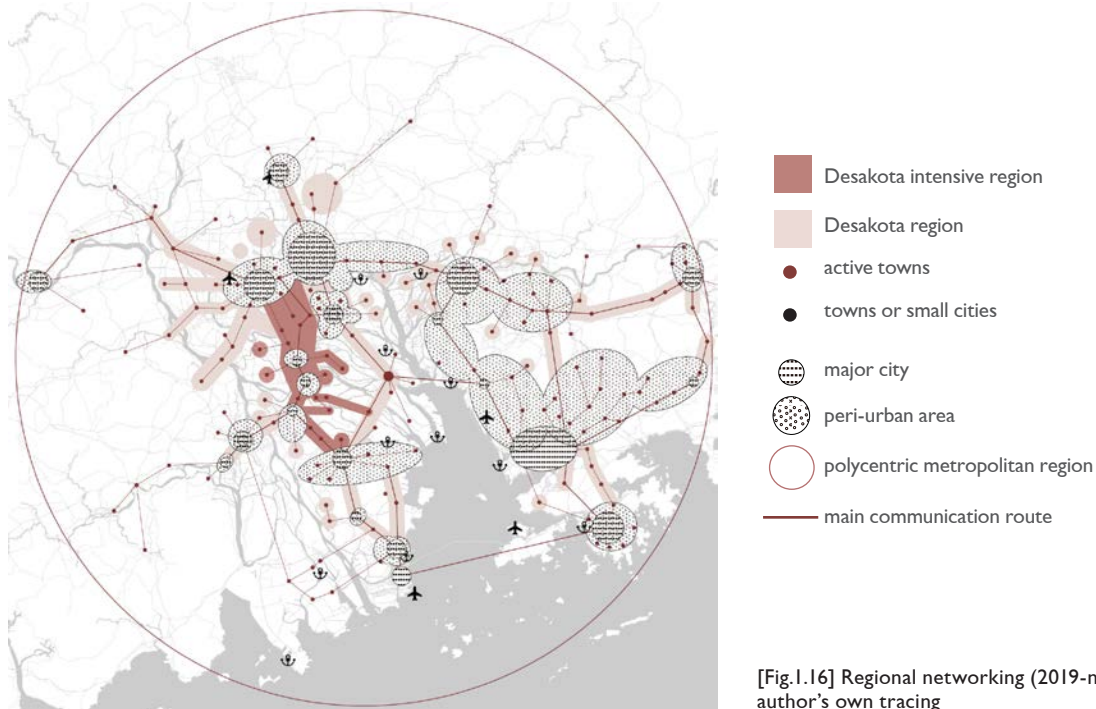 Desakota intensive region
Desakota region
active towns
towns or small cities
major city
peri-urban area
polycentric metropolitan region
main communication route
[Fig.1.16] Regional networking (2019-n
author's own tracing